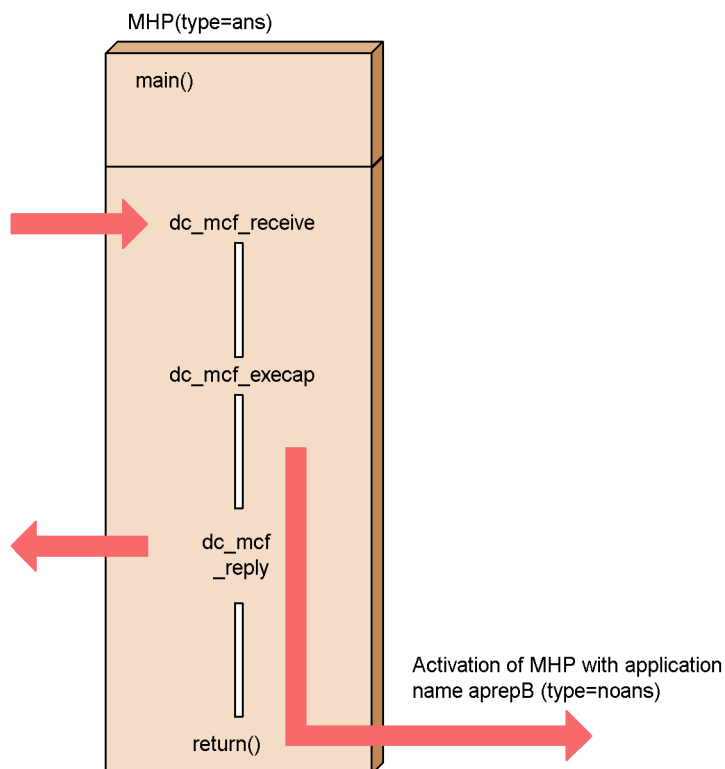 MHP(type=ans)
main()
dc_mcf_receive
dc_mcf_execap
dc_mcf
_reply
Activation of MHP with application
name aprepB (type=noans)
return()